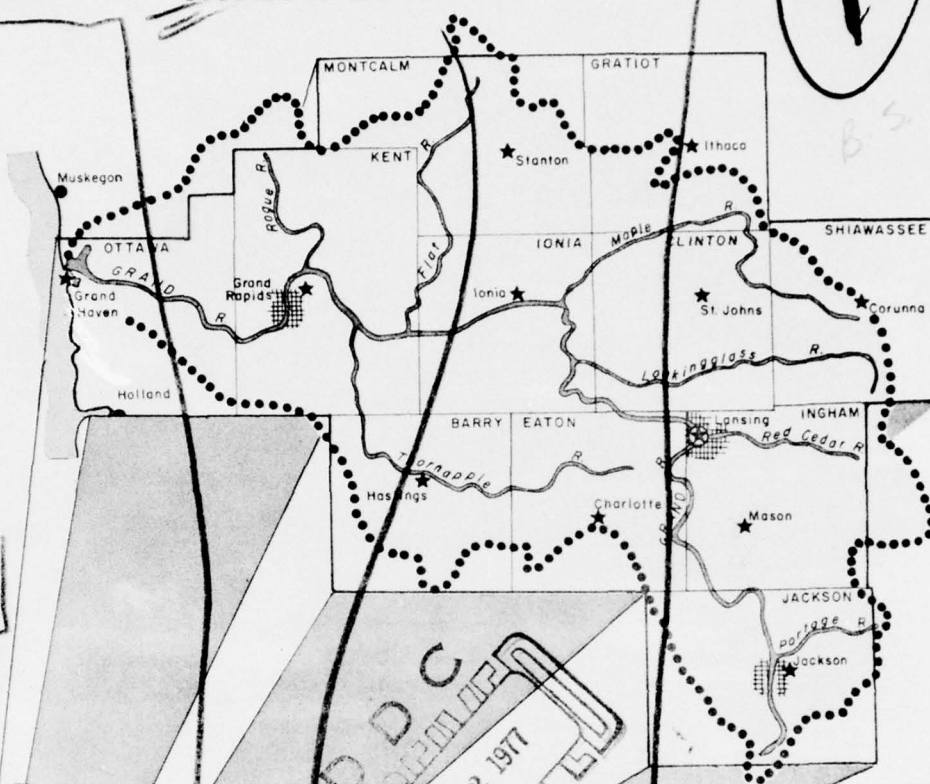 MONTCALM
GRATIOT
Ithaca
Stanton
KENT
R.
Muskegon
Rogue R.
R.
OTTAWA
IONIA
Maple
CLINTON
SHIAWASSEE
Flat
GRAND
Grand
Rapids
Ionia
Grand
Haven
St. Johns
Corunna
R
Lookingglass R.
Holland
BARRY
EATON
INGHAM
Lansing
Red Cedar R
Thornapple R.
R.
Hastings
Charlotte
GRAND
Mason
JACKSON
Portage R.
Jackson
D D C
1977
B. S.